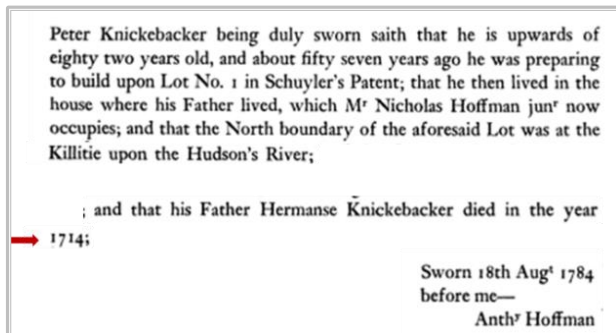 Peter Knickebacker being duly sworn saith that he is upwards of
eighty two years old, and about fifty seven years ago he was preparing
to build upon Lot No. 1 in Schuyler's Patent; that he then lived in the
house where his Father lived, which Mʳ Nicholas Hoffman junʳ now
occupies; and that the North boundary of the aforesaid Lot was at the
Killitie upon the Hudson's River;
; and that his Father Hermanse Knickebacker died in the year
1714;
Sworn 18th Augᵗ 1784
before me—
Anthʸ Hoffman